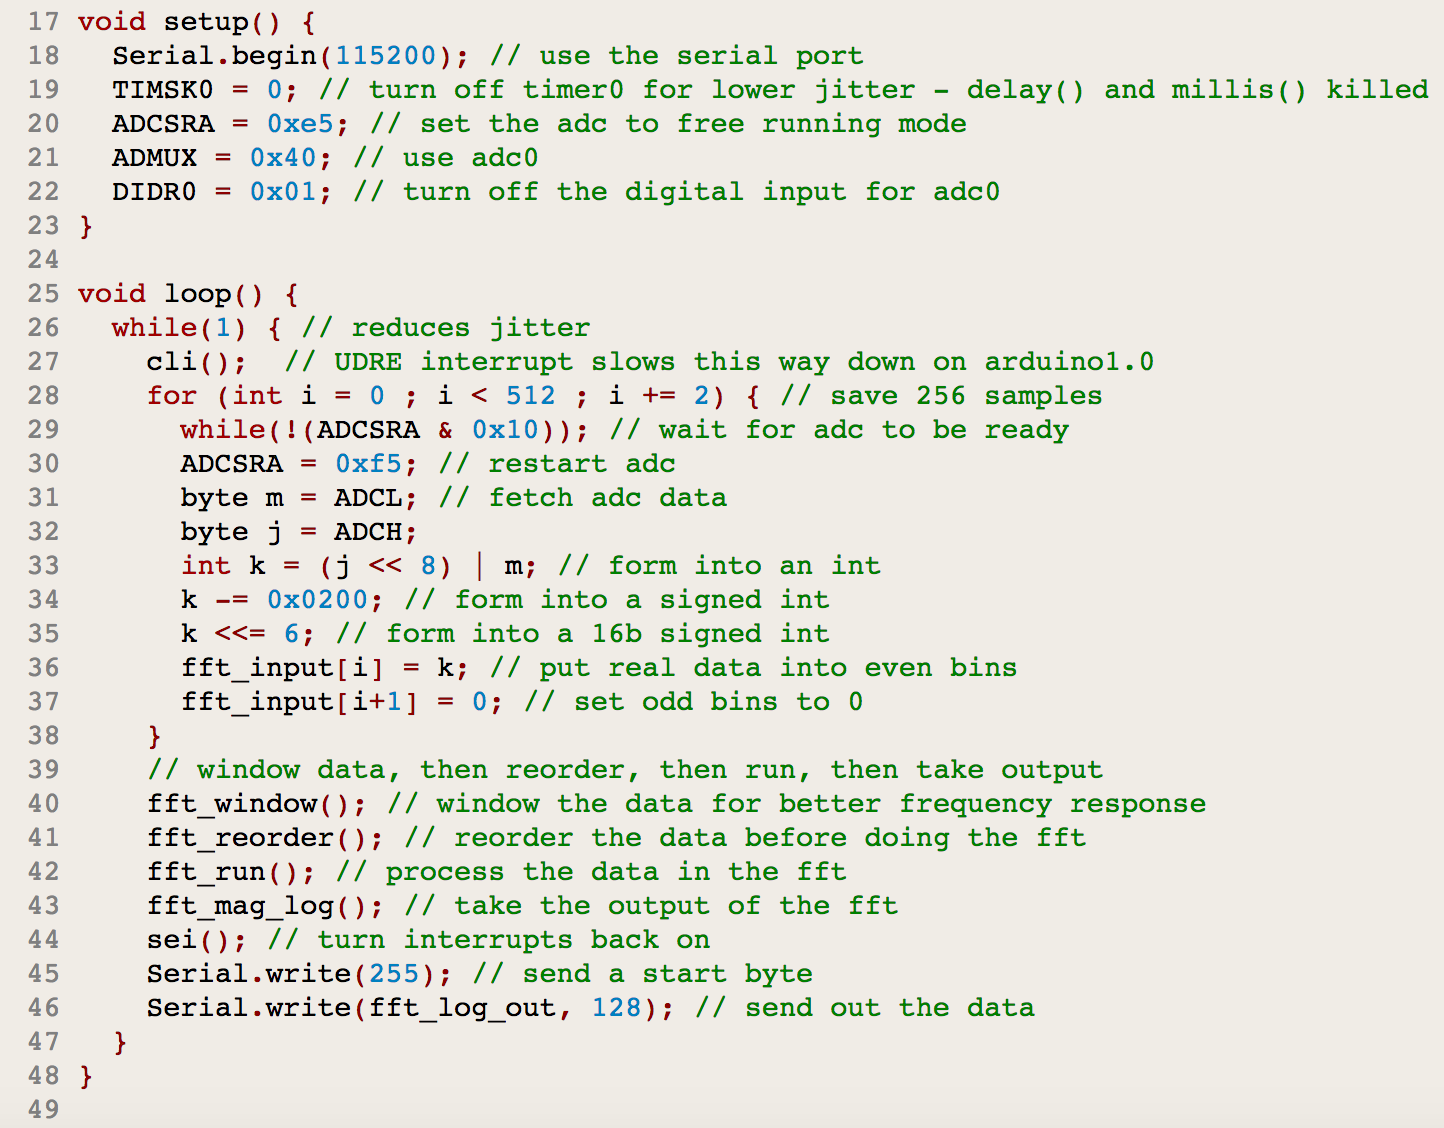 17 void setup() {
18   Serial.begin(115200); // use the serial port
19   TIMSK0 = 0; // turn off timer0 for lower jitter - delay() and millis() killed
20   ADCSRA = 0xe5; // set the adc to free running mode
21   ADMUX = 0x40; // use adc0
22   DIDR0 = 0x01; // turn off the digital input for adc0
23 }
24
25 void loop() {
26   while(1) { // reduces jitter
27     cli();  // UDRE interrupt slows this way down on arduino1.0
28     for (int i = 0 ; i < 512 ; i += 2) { // save 256 samples
29       while(!(ADCSRA & 0x10)); // wait for adc to be ready
30       ADCSRA = 0xf5; // restart adc
31       byte m = ADCL; // fetch adc data
32       byte j = ADCH;
33       int k = (j << 8) | m; // form into an int
34       k -= 0x0200; // form into a signed int
35       k <<= 6; // form into a 16b signed int
36       fft_input[i] = k; // put real data into even bins
37       fft_input[i+1] = 0; // set odd bins to 0
38     }
39     // window data, then reorder, then run, then take output
40     fft_window(); // window the data for better frequency response
41     fft_reorder(); // reorder the data before doing the fft
42     fft_run(); // process the data in the fft
43     fft_mag_log(); // take the output of the fft
44     sei(); // turn interrupts back on
45     Serial.write(255); // send a start byte
46     Serial.write(fft_log_out, 128); // send out the data
47   }
48 }
49